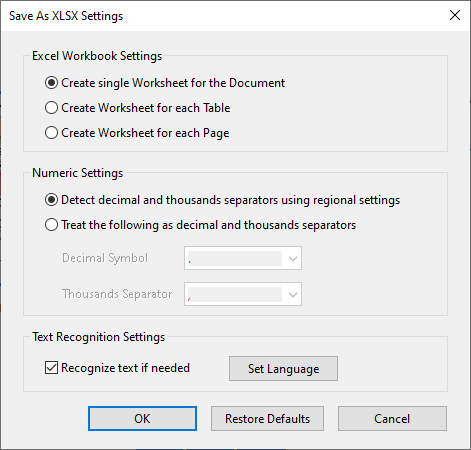 Save As XLSX Settings
Excel Workbook Settings
Create single Worksheet for the Document
Create Worksheet for each Table
Create Worksheet for each Page
Numeric Settings
Detect decimal and thousands separators using regional settings
Treat the following as decimal and thousands separators
Decimal Symbol .
Thousands Separator ,
Text Recognition Settings
Recognize text if needed Set Language
OK Restore Defaults Cancel